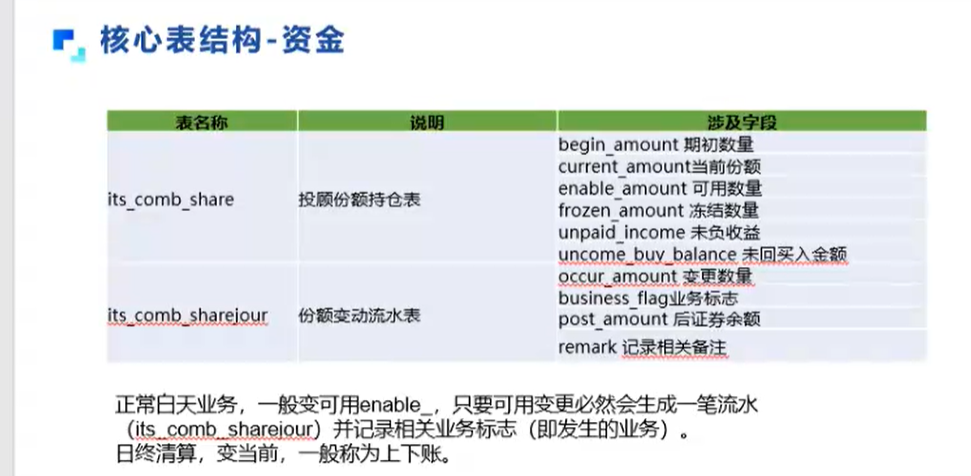 核心表结构-资金
表名称 说明 涉及字段
its_comb_share 投顾份额持仓表
begin_amount 期初数量
current_amount当前份额
enable_amount 可用数量
frozen_amount 冻结数量
unpaid_income 未负收益
uncome_buy_balance 未回买入金额
its_comb_sharejour 份额变动流水表
occur_amount 变更数量
business_flag业务标志
post_amount 后证券余额
remark 记录相关备注
正常白天业务，一般变可用enable_，只要可用变更必然会生成一笔流水
（its_comb_sharejour）并记录相关业务标志（即发生的业务）。
日终清算，变当前，一般称为上下账。